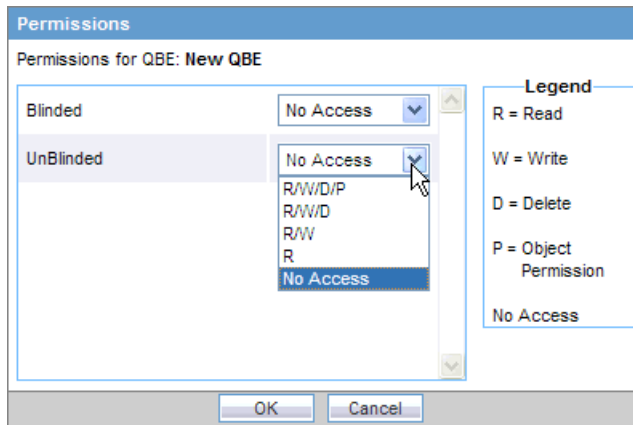 Permissions
Permissions for QBE: New QBE
Blinded No Access
UnBlinded No Access
R/W/D/P
R/W/D
R/W
R
No Access
Legend
R = Read
W = Write
D = Delete
P = Object
Permission
No Access
OK Cancel